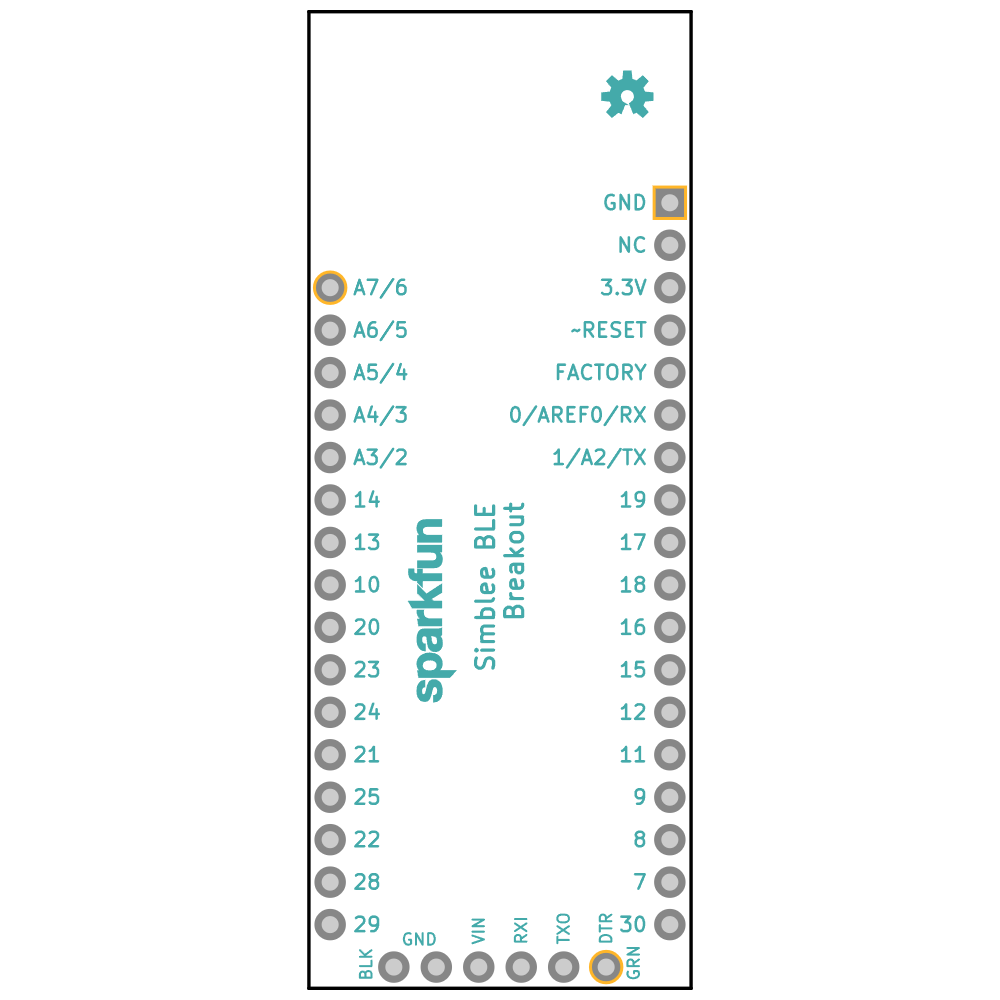 GND
NC
A7/6 3.3V
A6/5 ~RESET
A5/4 FACTORY
A4/3 0/AREF0/RX
A3/2 1/A2/TX
14 19
13 17
10 18
20 16
23 15
24 12
21 11
25 9
22 8
28 7
29 30
sparkfun
Simblee BLE
Breakout
BLK
GND
VIN
RXI
TXO
DTR
GRN